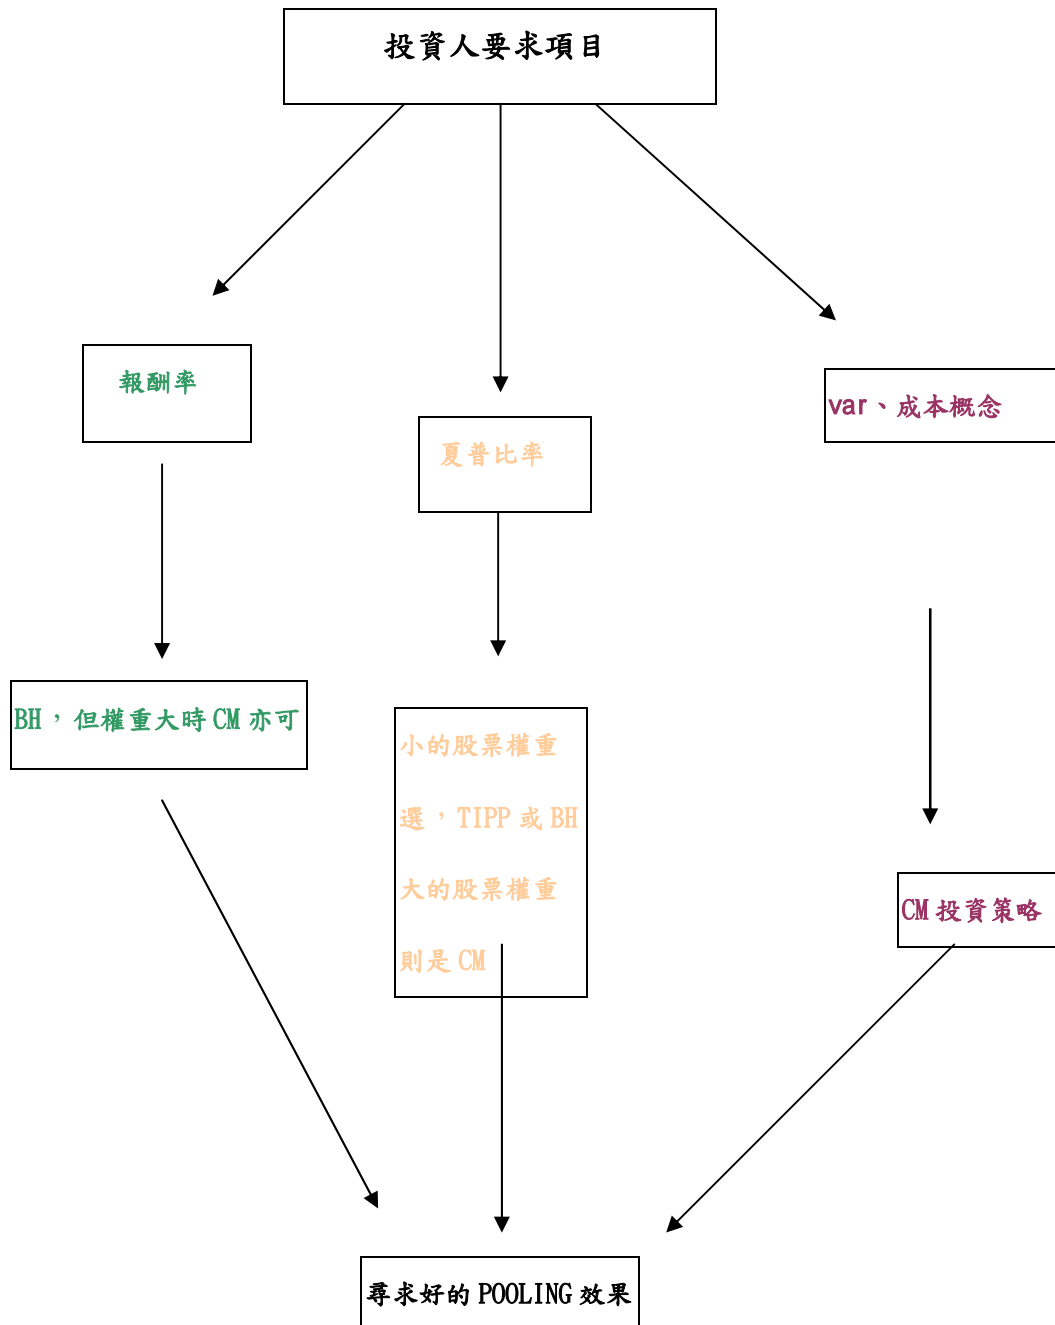 投資人要求項目
報酬率
夏普比率
var、成本概念
BH，但權重大時CM亦可
小的股票權重
選，TIPP或BH
大的股票權重
則是CM
CM投資策略
尋求好的POOLING效果